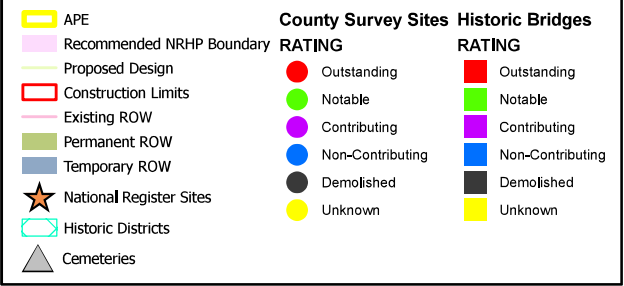 APE
Recommended NRHP Boundary
Proposed Design
Construction Limits
Existing ROW
Permanent ROW
Temporary ROW
National Register Sites
Historic Districts
Cemeteries
County Survey Sites
RATING
Outstanding
Notable
Contributing
Non-Contributing
Demolished
Unknown
Historic Bridges
RATING
Outstanding
Notable
Contributing
Non-Contributing
Demolished
Unknown